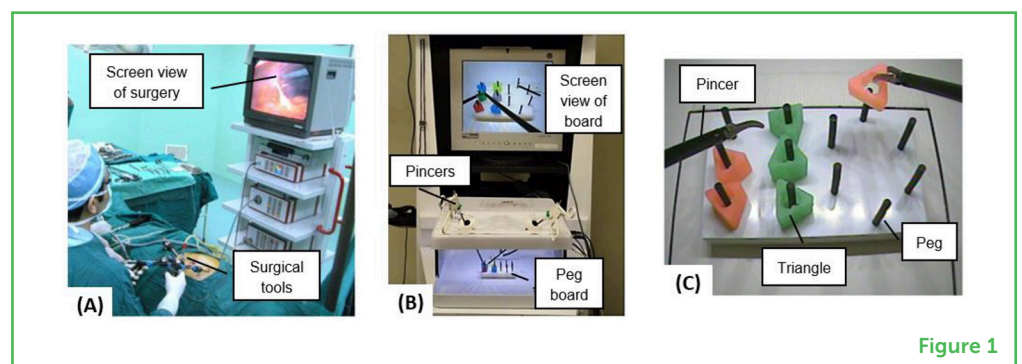 Screen view
of surgery
Surgical
tools
(A)
Screen
view of
board
Pincers
Peg
board
(B)
Pincer
Triangle
Peg
(C)
Figure 1